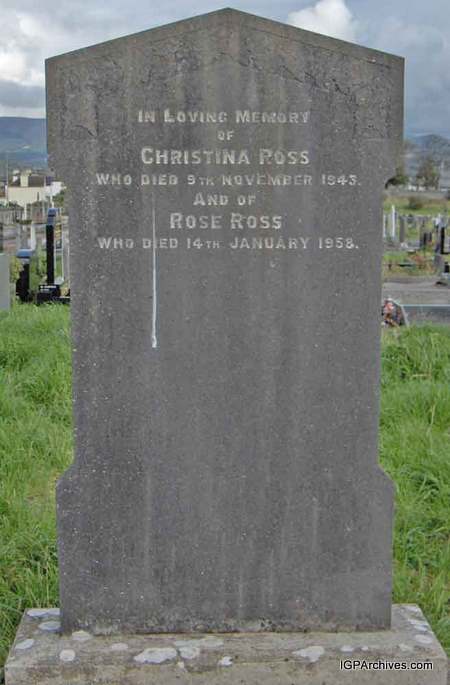 In Loving Memory
of
Christina Ross
who died 9th November 1943.
And of
Rose Ross
who died 14th January 1958.
IGPArchives.com